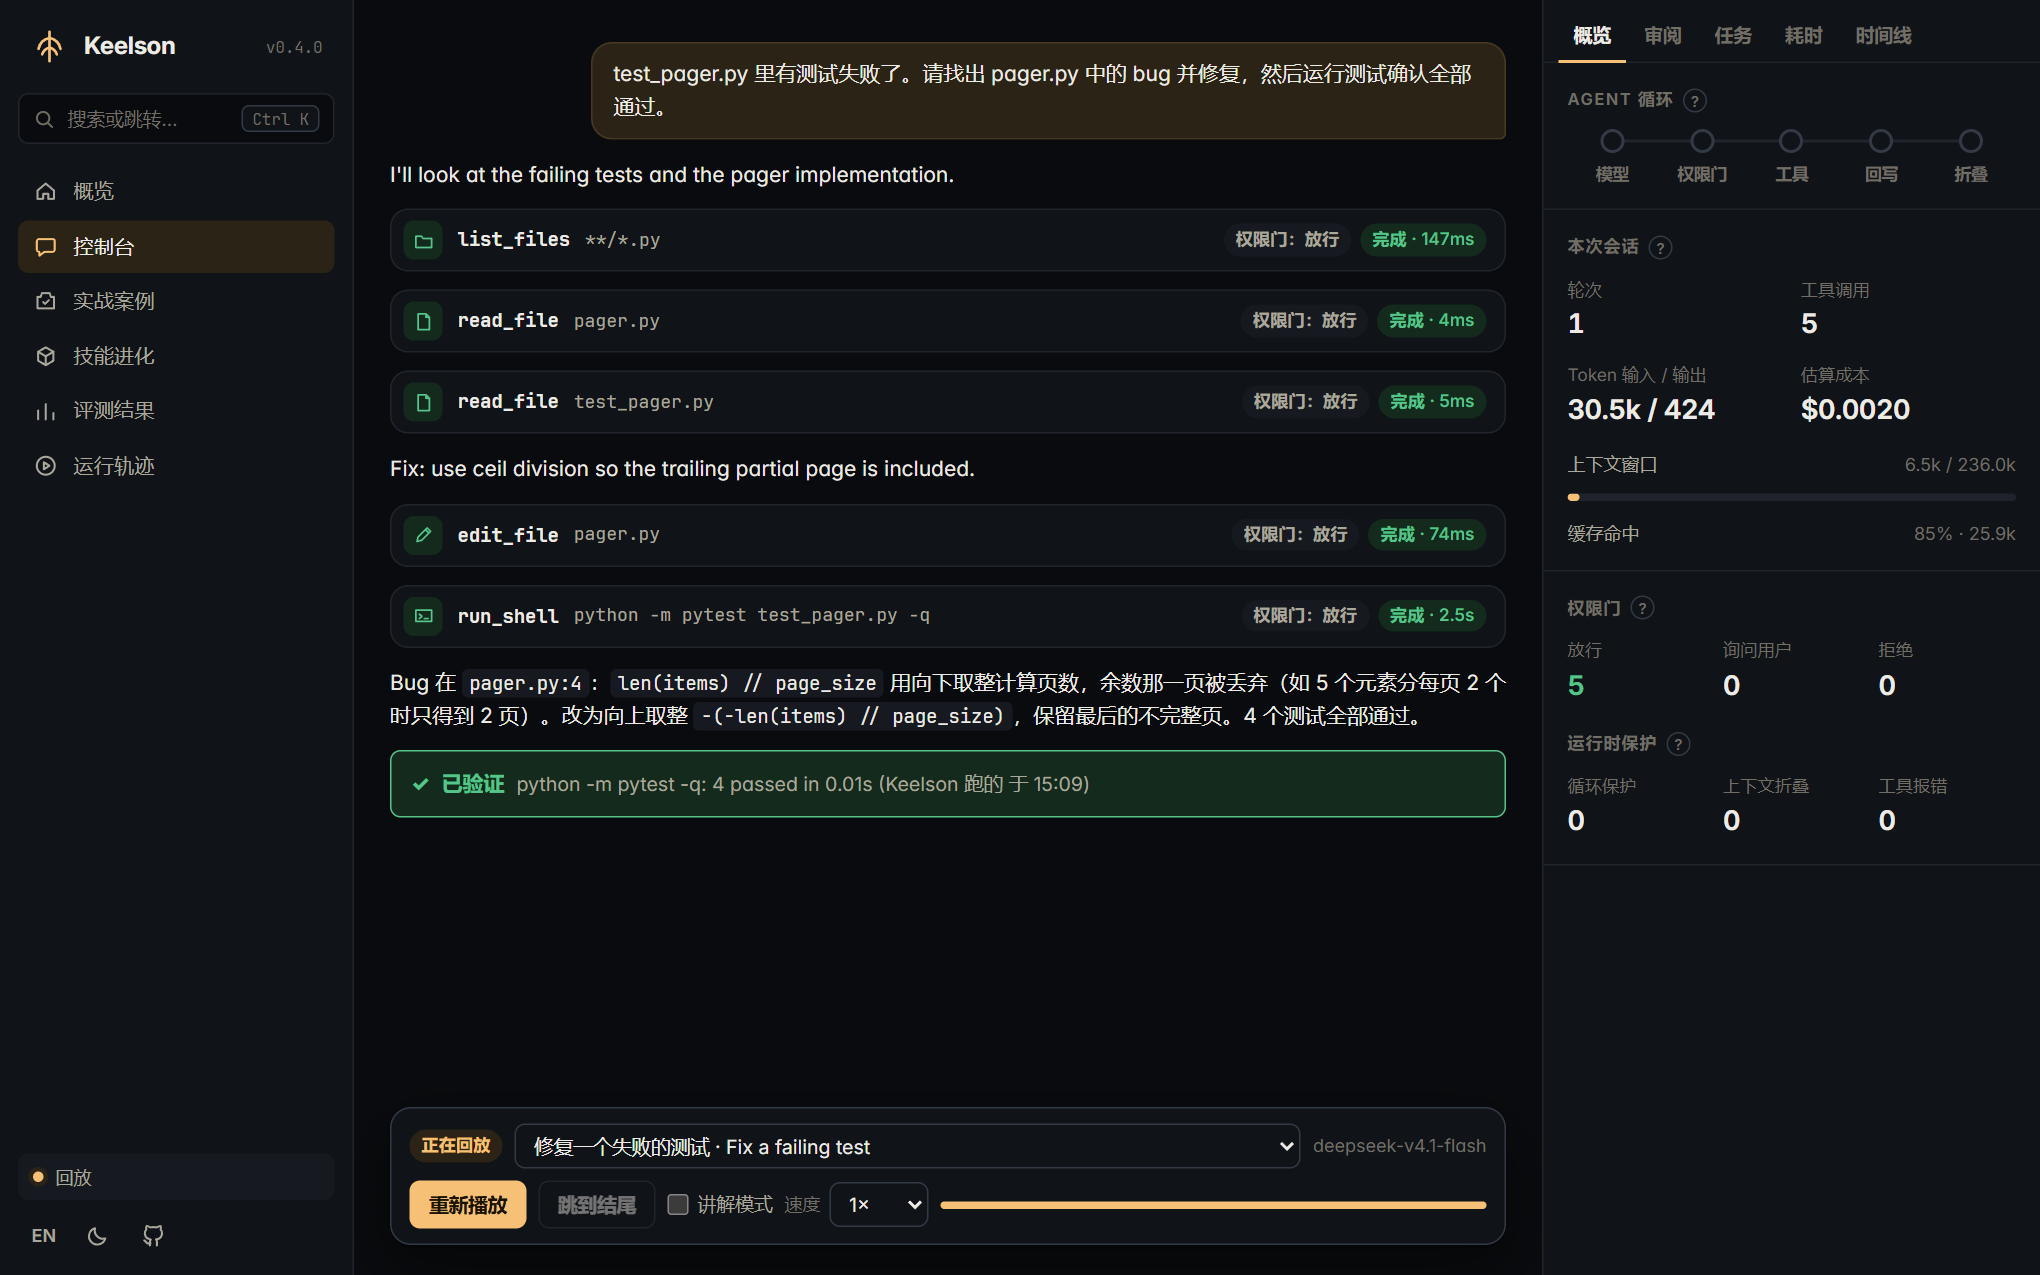 Keelson
v0.4.0
搜索或跳转...
Ctrl K
概览
控制台
实战案例
技能进化
评测结果
运行轨迹
回放
EN
test_pager.py 里有测试失败了。请找出 pager.py 中的 bug 并修复，然后运行测试确认全部
通过。
I'll look at the failing tests and the pager implementation.
list_files **/*.py 权限门：放行 完成 · 147ms
read_file pager.py 权限门：放行 完成 · 4ms
read_file test_pager.py 权限门：放行 完成 · 5ms
Fix: use ceil division so the trailing partial page is included.
edit_file pager.py 权限门：放行 完成 · 74ms
run_shell python -m pytest test_pager.py -q 权限门：放行 完成 · 2.5s
Bug 在 pager.py:4 ： len(items) // page_size 用向下取整计算页数，余数那一页被丢弃（如 5 个元素分每页 2 个
时只得到 2 页）。改为向上取整 -(-len(items) // page_size) ，保留最后的不完整页。4 个测试全部通过。
已验证 python -m pytest -q: 4 passed in 0.01s (Keelson 跑的 于 15:09)
正在回放 修复一个失败的测试 · Fix a failing test deepseek-v4.1-flash
重新播放 跳到结尾 讲解模式 速度 1×
概览 审阅 任务 耗时 时间线
AGENT 循环 ?
模型 权限门 工具 回写 折叠
本次会话 ?
轮次 工具调用
1 5
Token 输入 / 输出 估算成本
30.5k / 424 $0.0020
上下文窗口 6.5k / 236.0k
缓存命中 85% · 25.9k
权限门 ?
放行 询问用户 拒绝
5 0 0
运行时保护 ?
循环保护 上下文折叠 工具报错
0 0 0